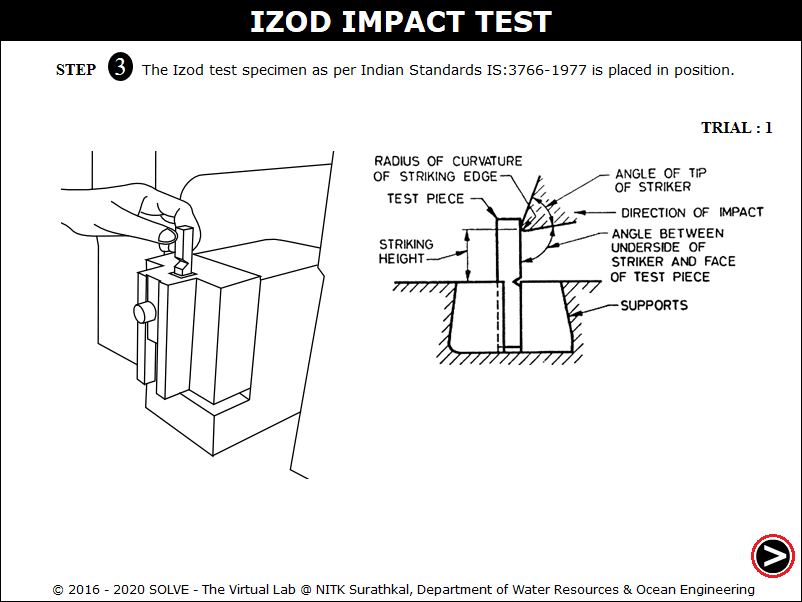 IZOD IMPACT TEST
STEP 3 The Izod test specimen as per Indian Standards IS:3766-1977 is placed in position.
TRIAL : 1
RADIUS OF CURVATURE
OF STRIKING EDGE
TEST PIECE
STRIKING
HEIGHT
ANGLE OF TIP
OF STRIKER
DIRECTION OF IMPACT
ANGLE BETWEEN
UNDERSIDE OF
STRIKER AND FACE
OF TEST PIECE
SUPPORTS
>
© 2016 - 2020 SOLVE - The Virtual Lab @ NITK Surathkal, Department of Water Resources & Ocean Engineering